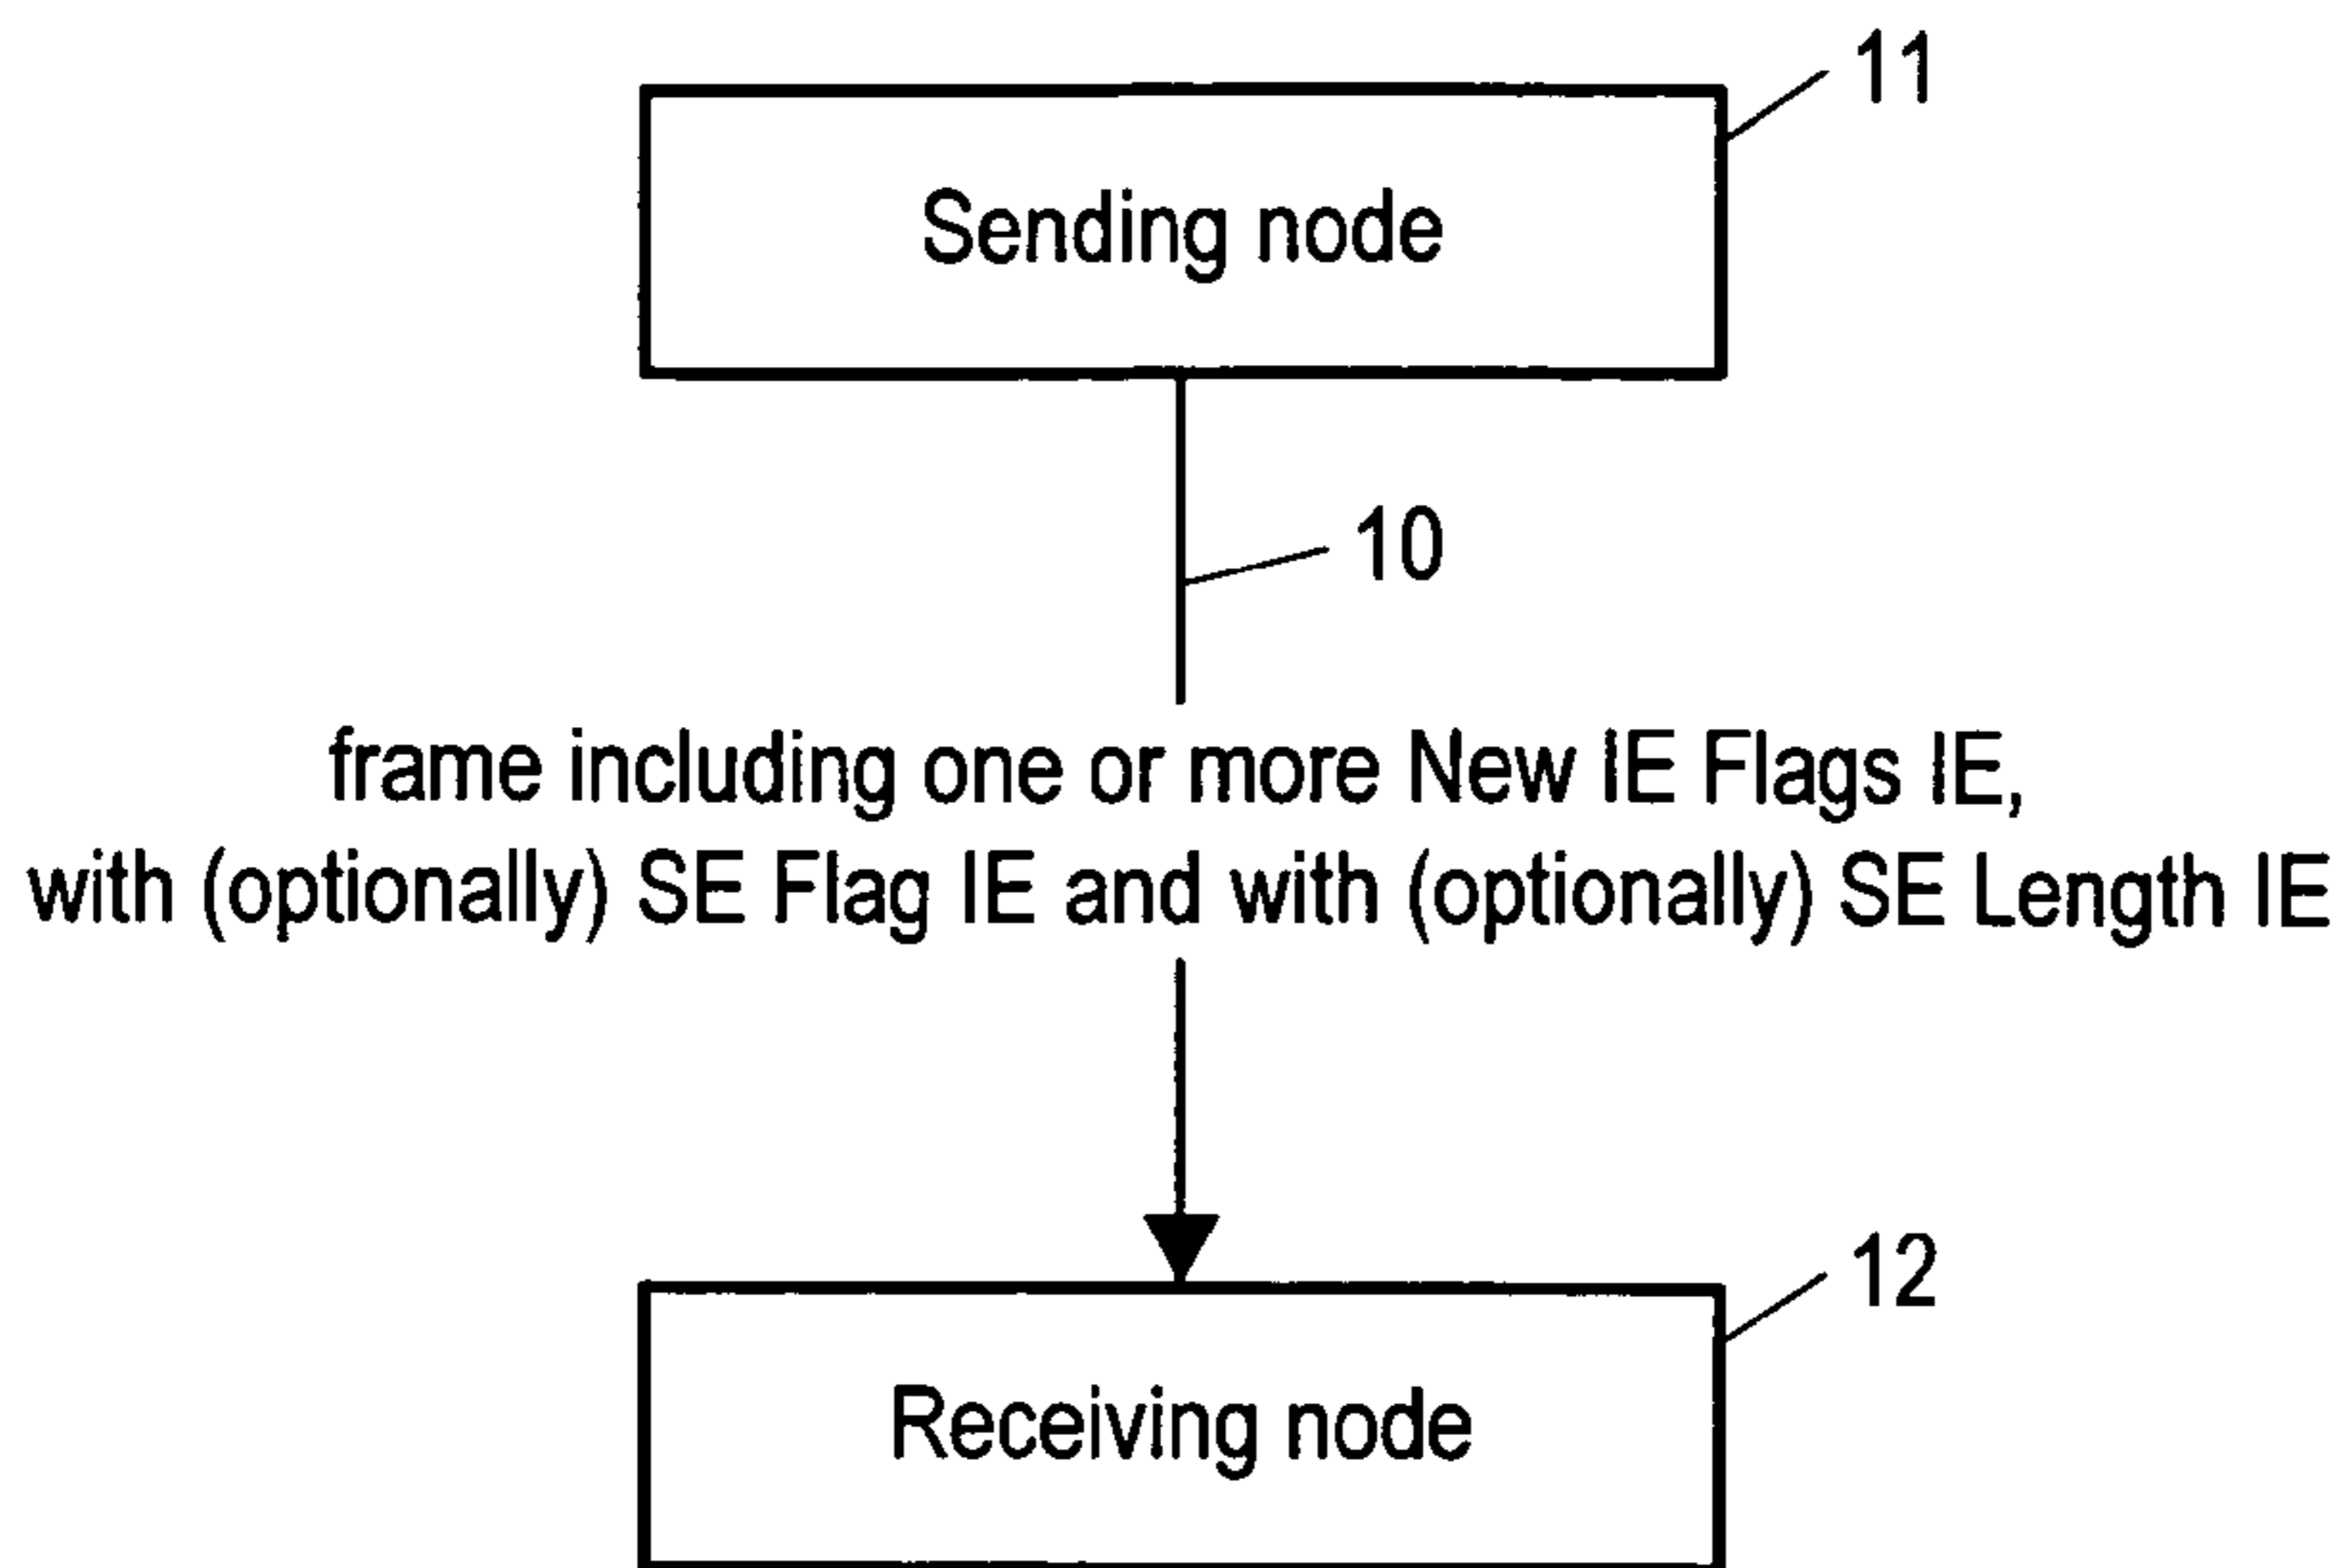 11
Sending node
10
frame including one or more New IE Flags IE,
with (optionally) SE Flag IE and with (optionally) SE Length IE
12
Receiving node